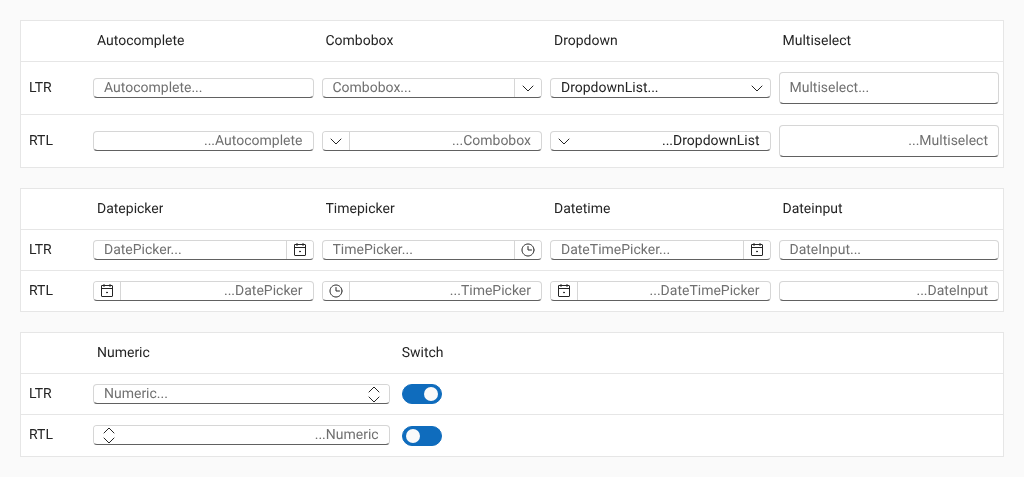 Autocomplete Combobox Dropdown Multiselect
LTR Autocomplete... Combobox... DropdownList... Multiselect...
RTL ...Autocomplete ...Combobox ...DropdownList ...Multiselect
Datepicker Timepicker Datetime Dateinput
LTR DatePicker... TimePicker... DateTimePicker... DateInput...
RTL ...DatePicker ...TimePicker ...DateTimePicker ...DateInput
Numeric Switch
LTR Numeric...
RTL ...Numeric